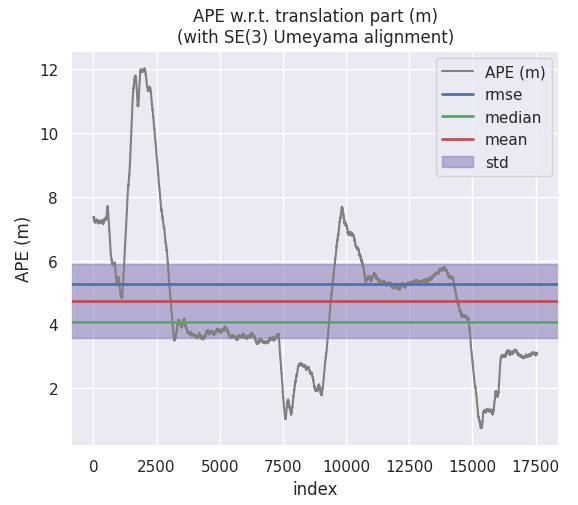 APE w.r.t. translation part (m)
(with SE(3) Umeyama alignment)
APE (m)
rmse
median
mean
std
APE (m)
12
10
8
6
4
2
0
2500
5000
7500
10000
12500
15000
17500
index